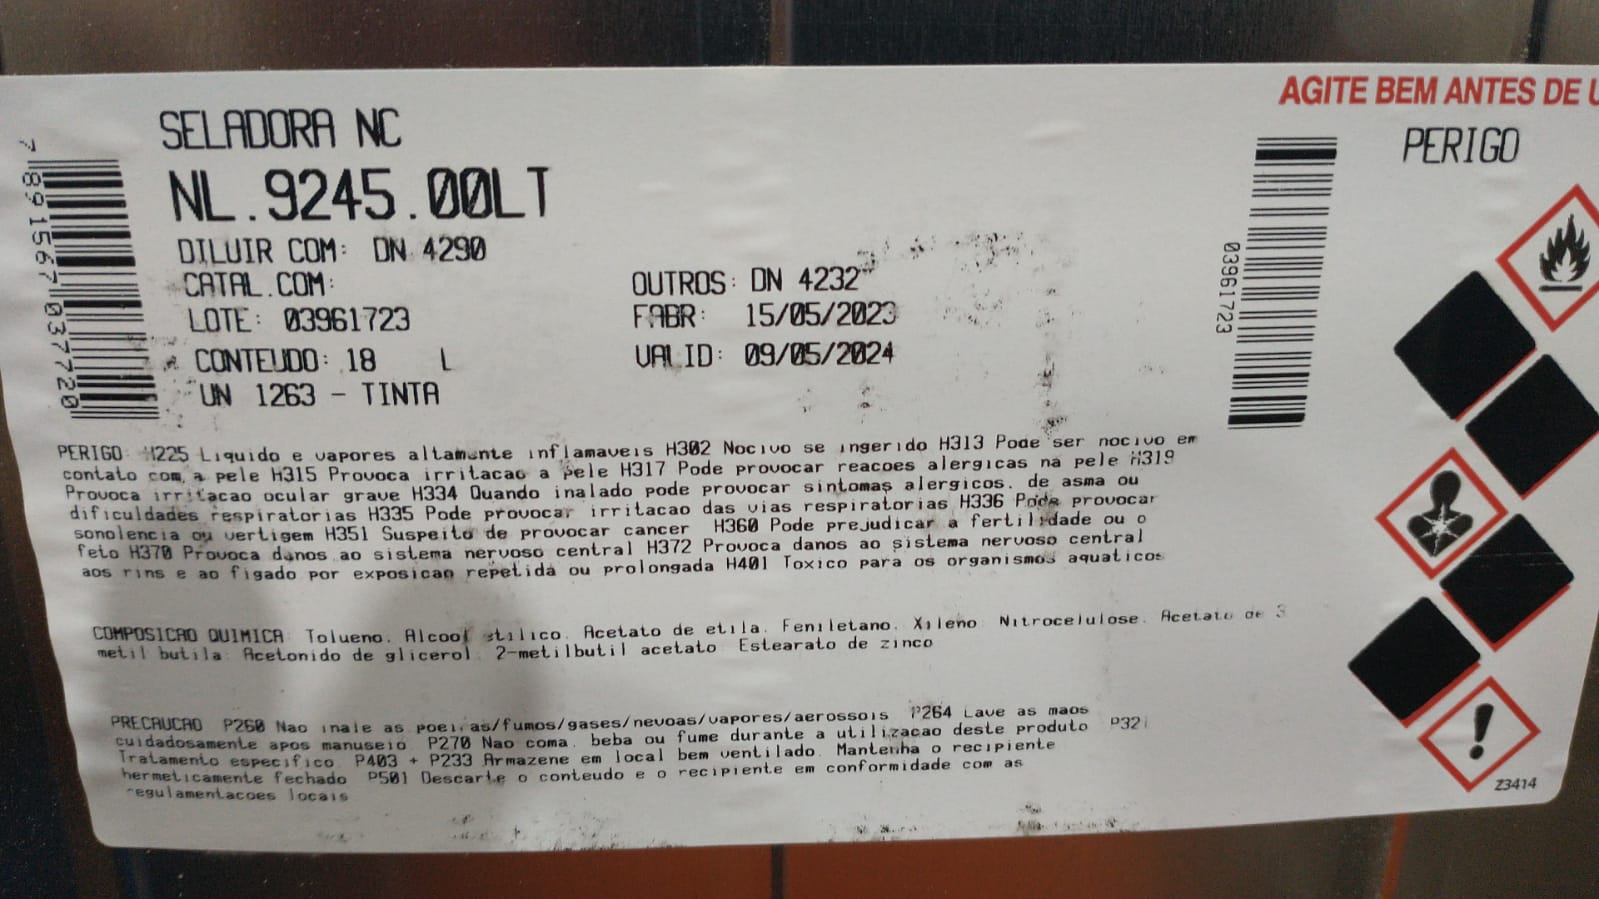 AGITE BEM ANTES DE U
SELADORA NC
PERIGO
NL.9245.00LT
DILUIR COM: DN 4290
CATAL.COM:
OUTROS: DN 4232
LOTE: 03961723
FABR: 15/05/2023
CONTEUDO: 18 L
VALID: 09/05/2024
UN 1263 - TINTA
7 891567 037720
03961723
PERIGO: H225 Liquido e vapores altamente inflamaveis H302 Nocivo se ingerido H313 Pode ser nocivo em
contato com a pele H315 Provoca irritacao a pele H317 Pode provocar reacoes alergicas na pele H319
Provoca irritacao ocular grave H334 Quando inalado pode provocar sintomas alergicos, de asma ou
dificuldades respiratorias H335 Pode provocar irritacao das vias respiratorias H336 Pode provocar
sonolencia ou vertigem H351 Suspeito de provocar cancer H360 Pode prejudicar a fertilidade ou o
feto H370 Provoca danos ao sistema nervoso central H372 Provoca danos ao sistema nervoso central
aos rins e ao figado por exposicao repetida ou prolongada H401 Toxico para os organismos aquaticos
COMPOSICAO QUIMICA: Tolueno, Alcool etilico, Acetato de etila, Feniletano, Xileno, Nitrocelulose, Acetato de 3
metil butila, Acetonido de glicerol, 2-metilbutil acetato, Estearato de zinco
PRECAUCAO P260 Nao inale as poeiras/fumos/gases/nevoas/vapores/aerossois P264 Lave as maos
cuidadosamente apos manuseio P270 Nao coma, beba ou fume durante a utilizacao deste produto P321
Tratamento especifico P403 + P233 Armazene em local bem ventilado. Mantenha o recipiente
hermeticamente fechado P501 Descarte o conteudo e o recipiente em conformidade com as
regulamentacoes locais
Z3414